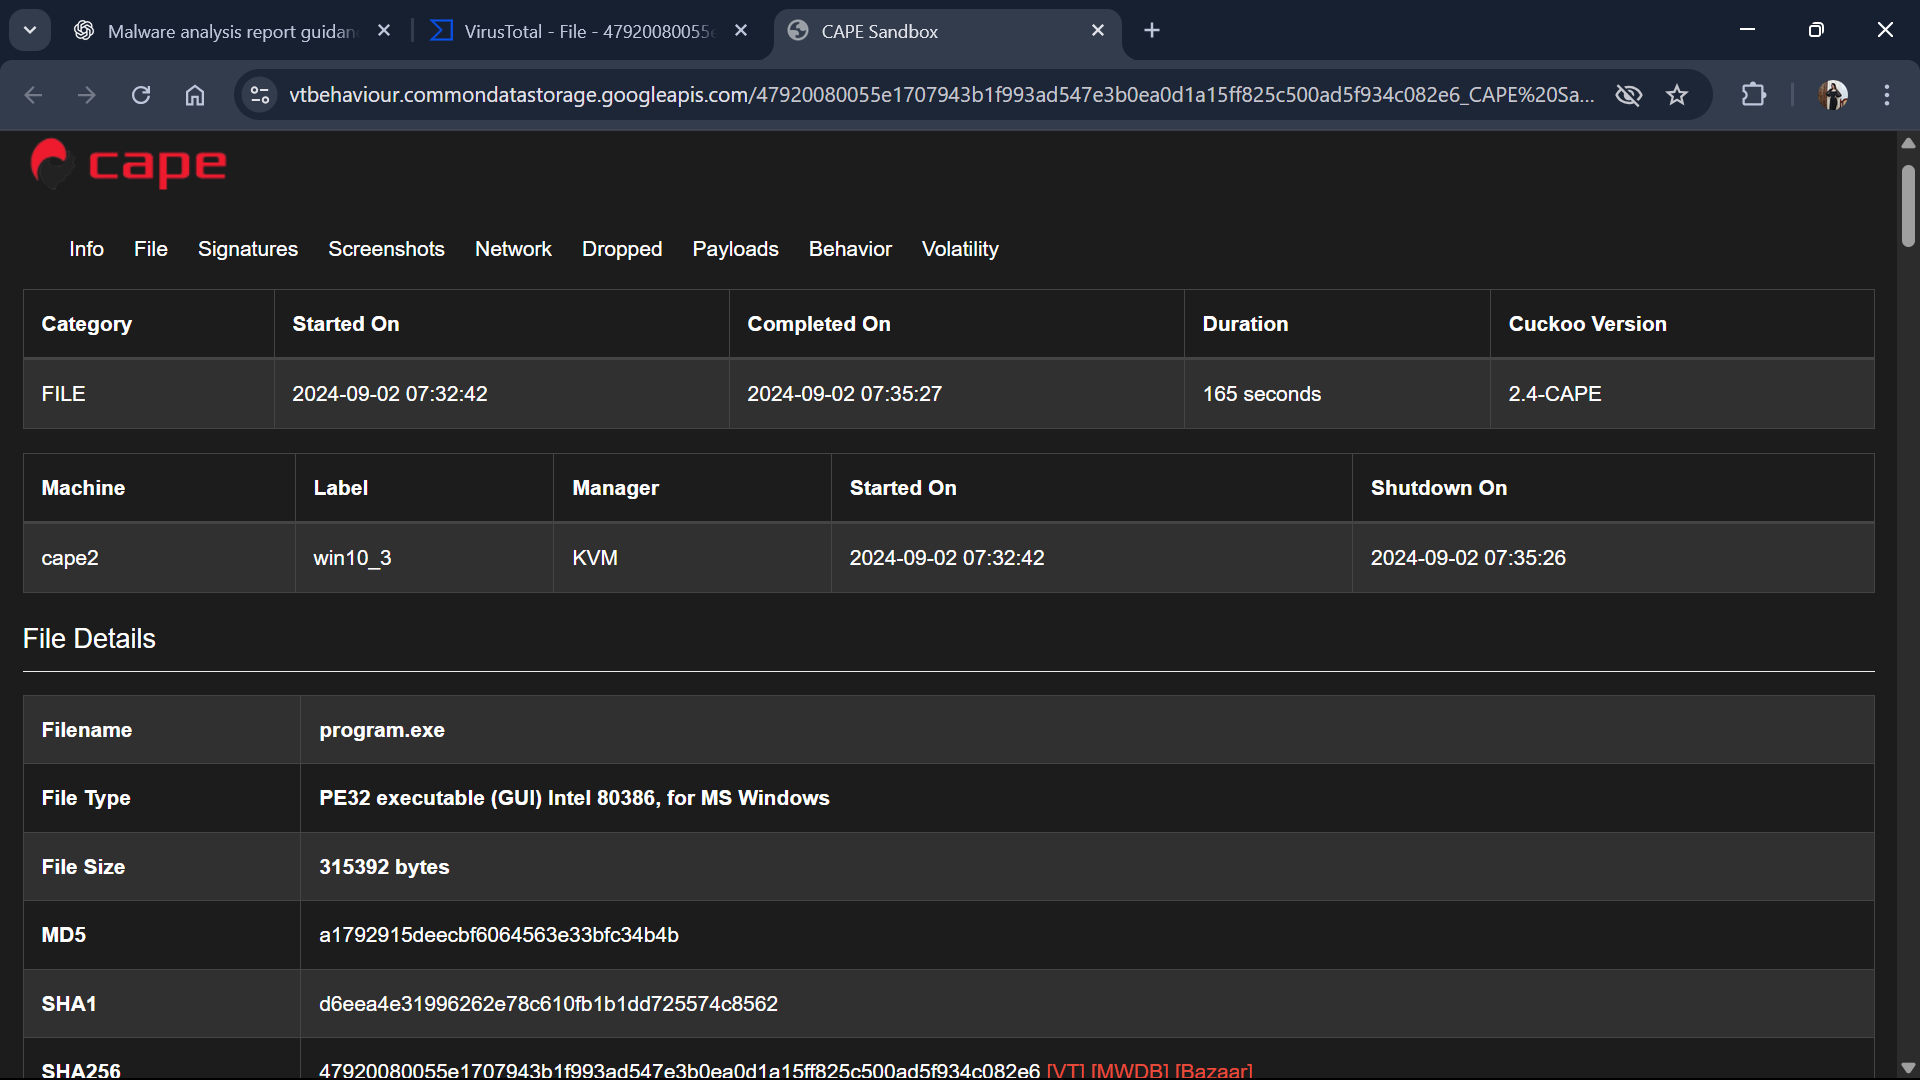 Malware analysis report guidan
VirusTotal - File - 47920080055e
CAPE Sandbox
vtbehaviour.commondatastorage.googleapis.com/47920080055e1707943b1f993ad547e3b0ea0d1a15ff825c500ad5f934c082e6_CAPE%20Sa...
cape
Info File Signatures Screenshots Network Dropped Payloads Behavior Volatility
Category Started On Completed On Duration Cuckoo Version
FILE 2024-09-02 07:32:42 2024-09-02 07:35:27 165 seconds 2.4-CAPE
Machine Label Manager Started On Shutdown On
cape2 win10_3 KVM 2024-09-02 07:32:42 2024-09-02 07:35:26
File Details
Filename program.exe
File Type PE32 executable (GUI) Intel 80386, for MS Windows
File Size 315392 bytes
MD5 a1792915deecbf6064563e33bfc34b4b
SHA1 d6eea4e31996262e78c610fb1b1dd725574c8562
SHA256 47920080055e1707943b1f993ad547e3b0ea0d1a15ff825c500ad5f934c082e6 [VT] [MWDB] [Bazaar]